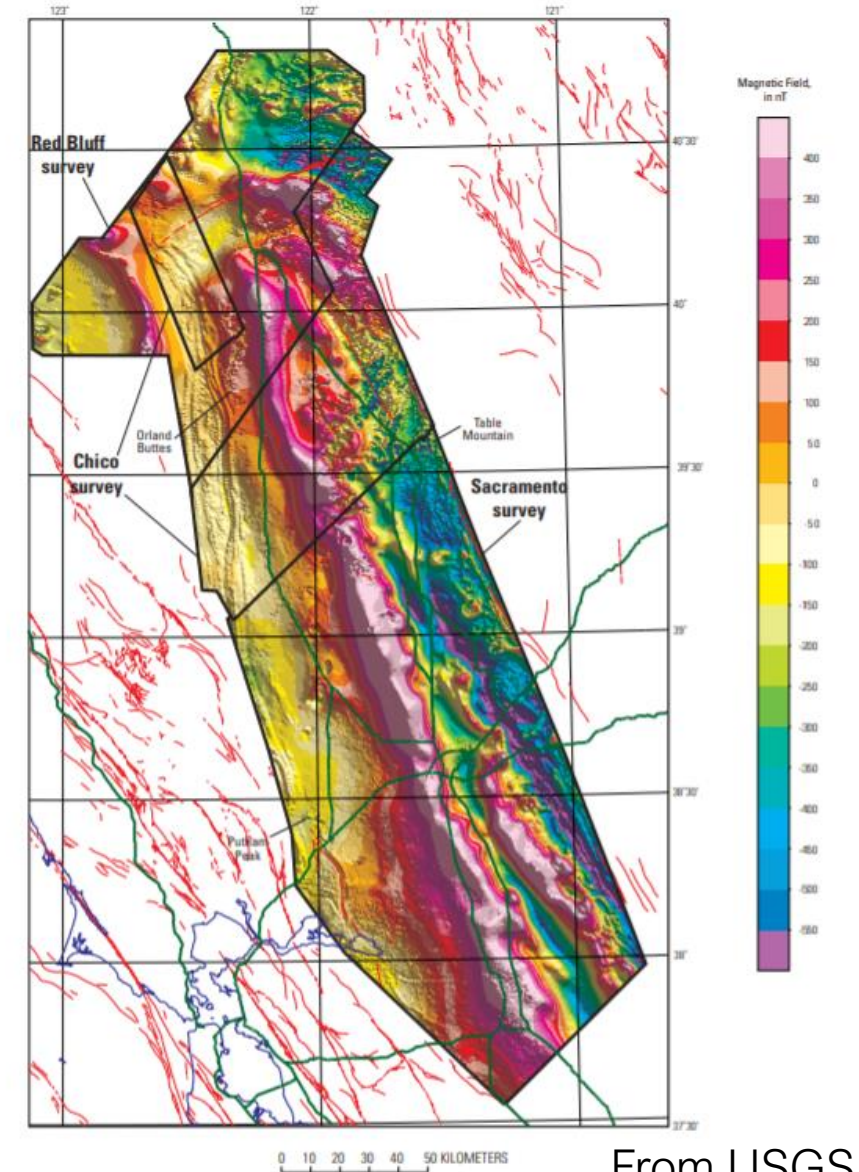 123°
122°
121°
Magnetic Field,
in nT
Red Bluff
survey
40°30'
400
350
300
250
40°
200
150
100
50
Orland
Buttes
Table
Mountain
Chico
survey
39°30'
Sacramento
survey
0
-50
-100
-150
-200
-250
39°
-300
-350
-400
-450
-500
-550
38°30'
Putnam
Peak
38°
37°30'
0 10 20 30 40 50 KILOMETERS
From USGS